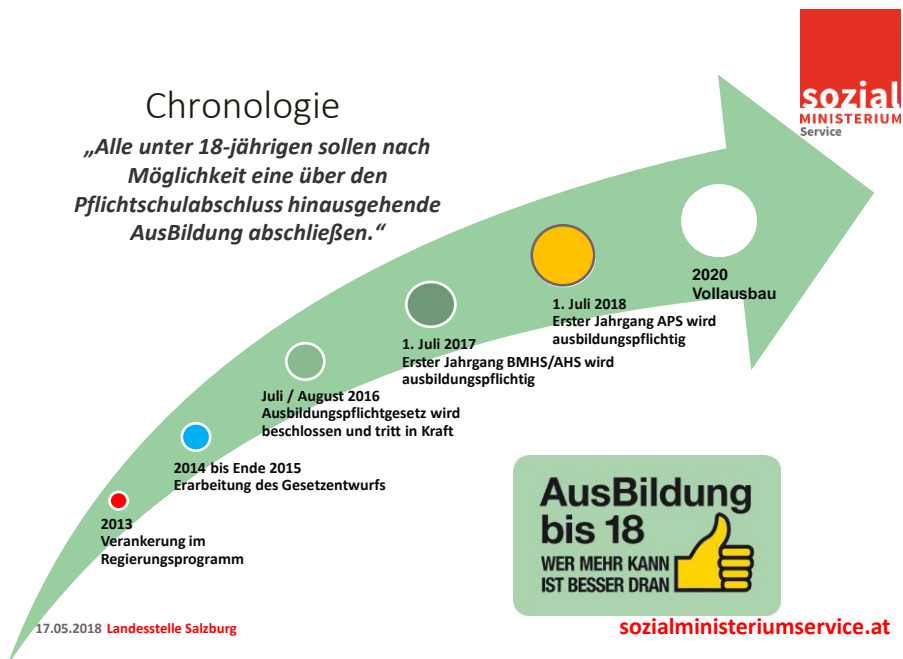 sozial
MINISTERIUM
Service
Chronologie
„Alle unter 18-jährigen sollen nach
Möglichkeit eine über den
Pflichtschulabschluss hinausgehende
AusBildung abschließen.“
2020
Vollausbau
1. Juli 2018
Erster Jahrgang APS wird
ausbildungspflichtig
1. Juli 2017
Erster Jahrgang BMHS/AHS wird
ausbildungspflichtig
Juli / August 2016
Ausbildungspflichtgesetz wird
beschlossen und tritt in Kraft
2014 bis Ende 2015
Erarbeitung des Gesetzentwurfs
2013
Verankerung im
Regierungsprogramm
AusBildung
bis 18
WER MEHR KANN
IST BESSER DRAN
17.05.2018 Landesstelle Salzburg
sozialministeriumservice.at